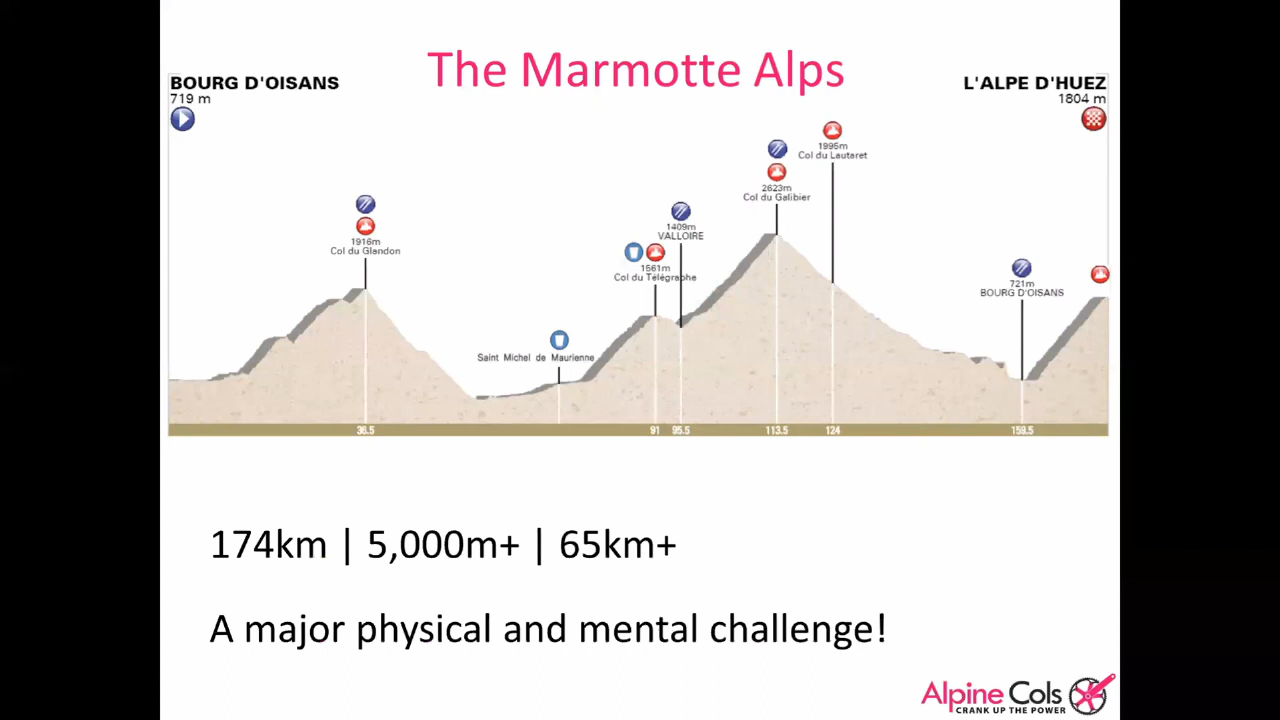 The Marmotte Alps
BOURG D'OISANS
719 m
L'ALPE D'HUEZ
1804 m
1995m
Col du Lautaret
2623m
Col du Galibier
1409m
VALLOIRE
1916m
Col du Glandon
1561m
Col du Télégraphe
721m
BOURG D'OISANS
Saint Michel de Maurienne
36.5
91
95.5
113.5
124
159.5
174km | 5,000m+ | 65km+
A major physical and mental challenge!
Alpine Cols
CRANK UP THE POWER